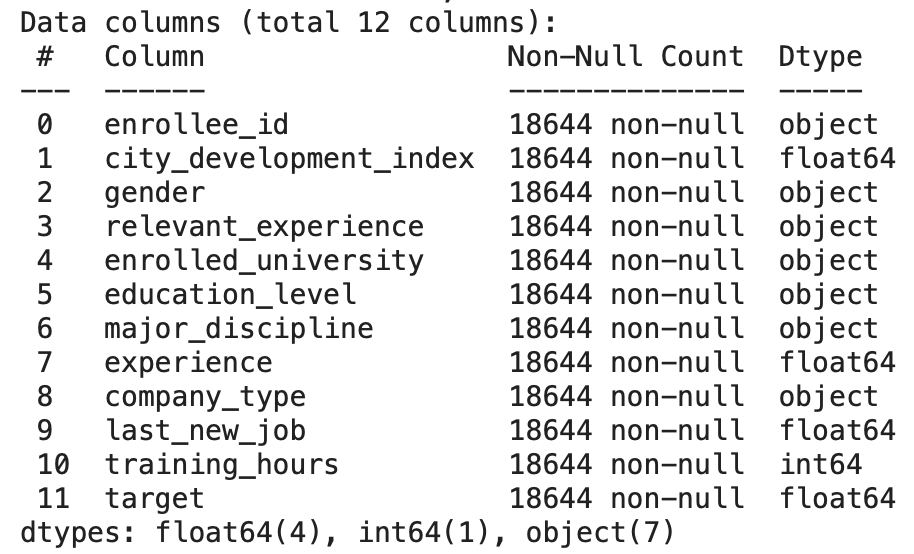 Data columns (total 12 columns):
#   Column                  Non-Null Count  Dtype
---  ------                  --------------  -----
0   enrollee_id             18644 non-null  object
1   city_development_index  18644 non-null  float64
2   gender                  18644 non-null  object
3   relevant_experience     18644 non-null  object
4   enrolled_university     18644 non-null  object
5   education_level         18644 non-null  object
6   major_discipline        18644 non-null  object
7   experience              18644 non-null  float64
8   company_type            18644 non-null  object
9   last_new_job            18644 non-null  float64
10  training_hours          18644 non-null  int64
11  target                  18644 non-null  float64
dtypes: float64(4), int64(1), object(7)